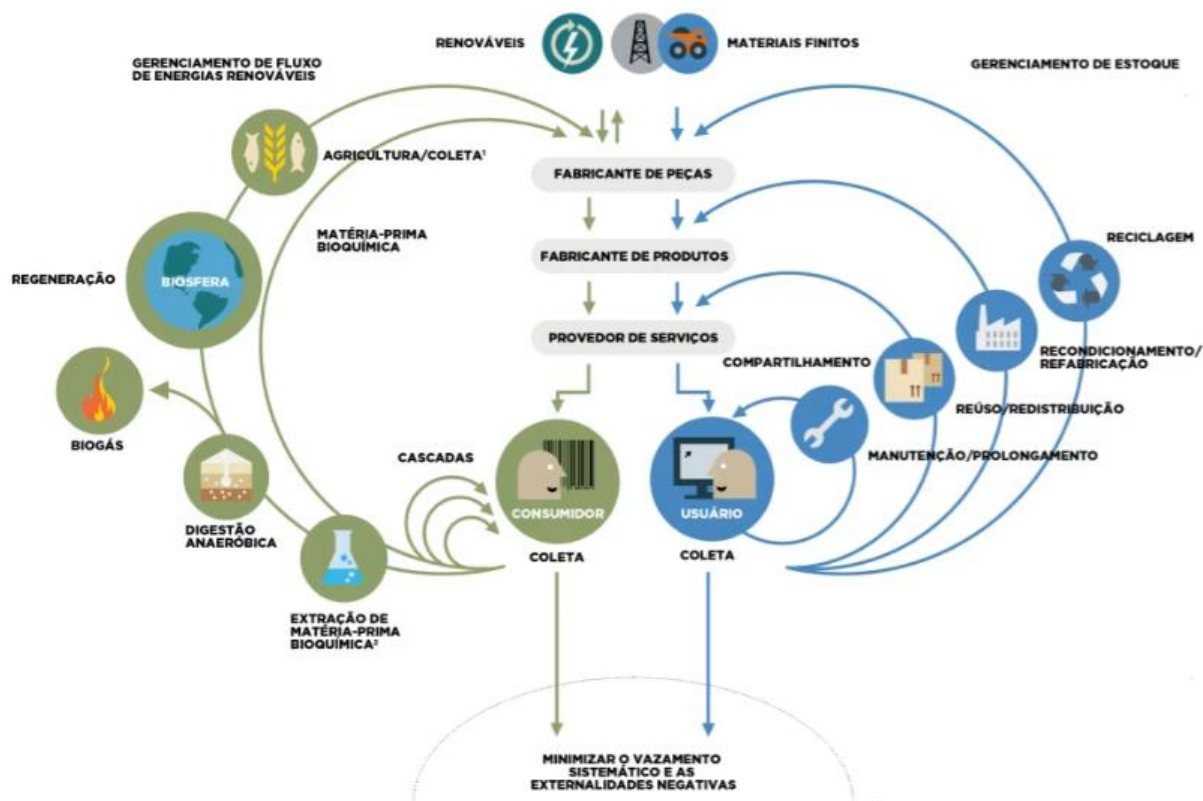 RENOVÁVEIS
MATERIAIS FINITOS
GERENCIAMENTO DE FLUXO
DE ENERGIAS RENOVÁVEIS
GERENCIAMENTO DE ESTOQUE
AGRICULTURA/COLETA¹
FABRICANTE DE PEÇAS
MATÉRIA-PRIMA
BIOQUÍMICA
RECICLAGEM
REGENERAÇÃO
BIOSFERA
FABRICANTE DE PRODUTOS
PROVEDOR DE SERVIÇOS
COMPARTILHAMENTO
RECONDICIONAMENTO/
REFABRICAÇÃO
REÚSO/REDISTRIBUIÇÃO
BIOGÁS
CASCADAS
MANUTENÇÃO/PROLONGAMENTO
CONSUMIDOR
USUÁRIO
DIGESTÃO
ANAERÓBICA
COLETA
COLETA
EXTRAÇÃO DE
MATÉRIA-PRIMA
BIOQUÍMICA²
MINIMIZAR O VAZAMENTO
SISTEMÁTICO E AS
EXTERNALIDADES NEGATIVAS